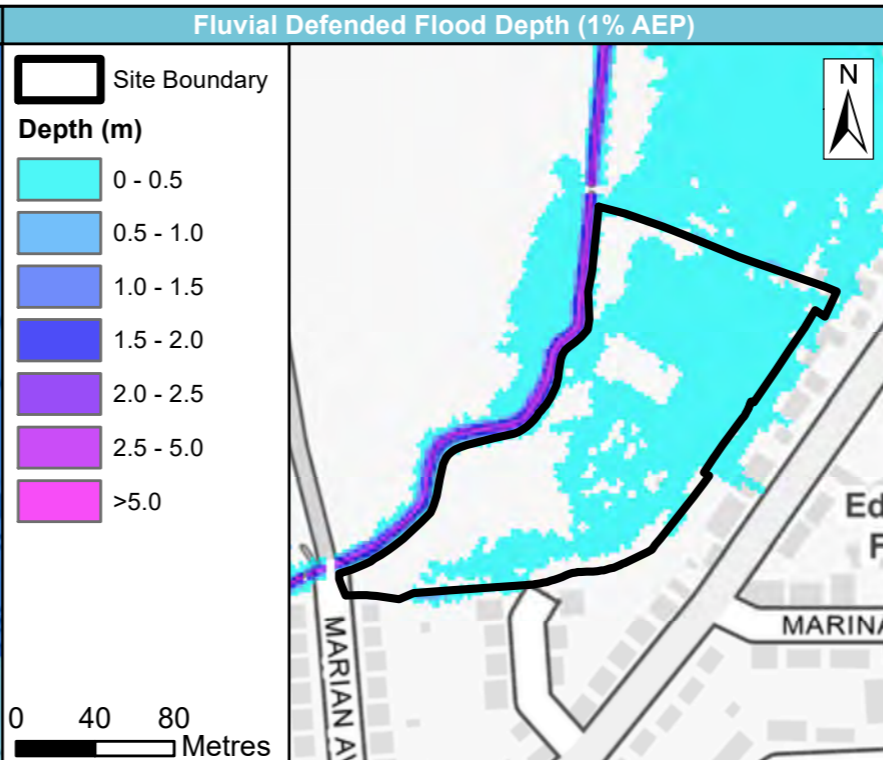 Fluvial Defended Flood Depth (1% AEP)
Site Boundary
Depth (m)
0 - 0.5
0.5 - 1.0
1.0 - 1.5
1.5 - 2.0
2.0 - 2.5
2.5 - 5.0
>5.0
0 40 80
Metres
N
Ed
F
MARINA
MARIAN AV